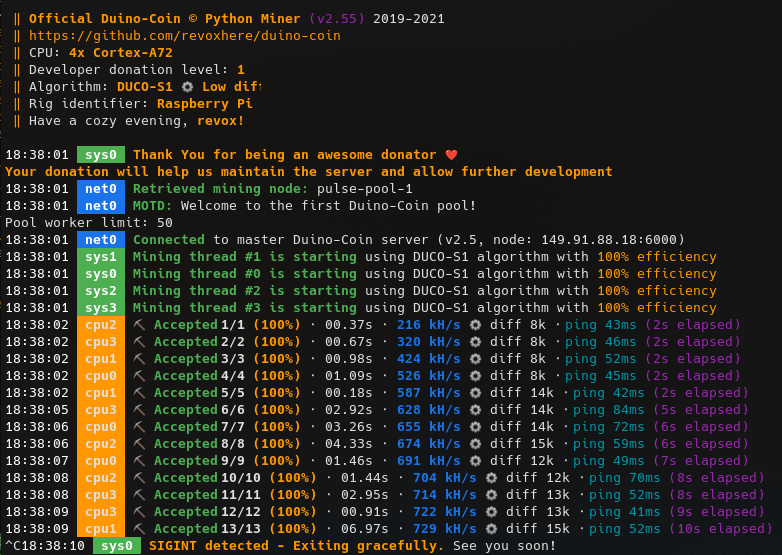 ‖ Official Duino-Coin © Python Miner (v2.55) 2019-2021
‖ https://github.com/revoxhere/duino-coin
‖ CPU: 4x Cortex-A72
‖ Developer donation level: 1
‖ Algorithm: DUCO-S1 ⚙ Low dif
‖ Rig identifier: Raspberry Pi
‖ Have a cozy evening, revox!
18:38:01 sys0 Thank You for being an awesome donator ❤️
Your donation will help us maintain the server and allow further development
18:38:01 net0 Retrieved mining node: pulse-pool-1
18:38:01 net0 MOTD: Welcome to the first Duino-Coin pool!
Pool worker limit: 50
18:38:01 net0 Connected to master Duino-Coin server (v2.5, node: 149.91.88.18:6000)
18:38:01 sys1 Mining thread #1 is starting using DUCO-S1 algorithm with 100% efficiency
18:38:01 sys0 Mining thread #0 is starting using DUCO-S1 algorithm with 100% efficiency
18:38:01 sys2 Mining thread #2 is starting using DUCO-S1 algorithm with 100% efficiency
18:38:01 sys3 Mining thread #3 is starting using DUCO-S1 algorithm with 100% efficiency
18:38:02 cpu2 ⛏ Accepted 1/1 (100%) · 00.37s · 216 kH/s ⚙ diff 8k · ping 43ms (2s elapsed)
18:38:02 cpu3 ⛏ Accepted 2/2 (100%) · 00.67s · 320 kH/s ⚙ diff 8k · ping 46ms (2s elapsed)
18:38:02 cpu1 ⛏ Accepted 3/3 (100%) · 00.98s · 424 kH/s ⚙ diff 8k · ping 52ms (2s elapsed)
18:38:02 cpu0 ⛏ Accepted 4/4 (100%) · 01.09s · 526 kH/s ⚙ diff 8k · ping 45ms (2s elapsed)
18:38:02 cpu1 ⛏ Accepted 5/5 (100%) · 00.18s · 587 kH/s ⚙ diff 14k · ping 42ms (2s elapsed)
18:38:05 cpu3 ⛏ Accepted 6/6 (100%) · 02.92s · 628 kH/s ⚙ diff 14k · ping 84ms (5s elapsed)
18:38:06 cpu0 ⛏ Accepted 7/7 (100%) · 03.26s · 655 kH/s ⚙ diff 14k · ping 72ms (6s elapsed)
18:38:06 cpu2 ⛏ Accepted 8/8 (100%) · 04.33s · 674 kH/s ⚙ diff 15k · ping 59ms (6s elapsed)
18:38:07 cpu0 ⛏ Accepted 9/9 (100%) · 01.46s · 691 kH/s ⚙ diff 12k · ping 49ms (7s elapsed)
18:38:08 cpu2 ⛏ Accepted 10/10 (100%) · 01.44s · 704 kH/s ⚙ diff 12k · ping 70ms (8s elapsed)
18:38:08 cpu3 ⛏ Accepted 11/11 (100%) · 02.95s · 714 kH/s ⚙ diff 13k · ping 52ms (8s elapsed)
18:38:09 cpu3 ⛏ Accepted 12/12 (100%) · 00.91s · 722 kH/s ⚙ diff 13k · ping 41ms (9s elapsed)
18:38:09 cpu1 ⛏ Accepted 13/13 (100%) · 06.97s · 729 kH/s ⚙ diff 15k · ping 52ms (10s elapsed)
^C18:38:10 sys0 SIGINT detected - Exiting gracefully. See you soon!